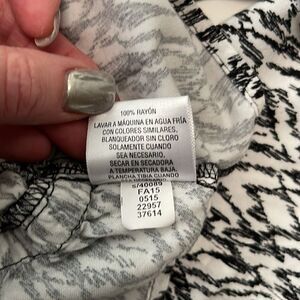 100% RAYÓN
LAVAR A MÁQUINA EN AGUA FRÍA
CON COLORES SIMILARES,
BLANQUEADOR SIN CLORO
SOLAMENTE CUANDO
SEA NECESARIO,
SECAR EN SECADORA
A TEMPERATURA BAJA.
PLANCHA TIBIA CUANDO
s/40089
FA15
0515
22957
37614